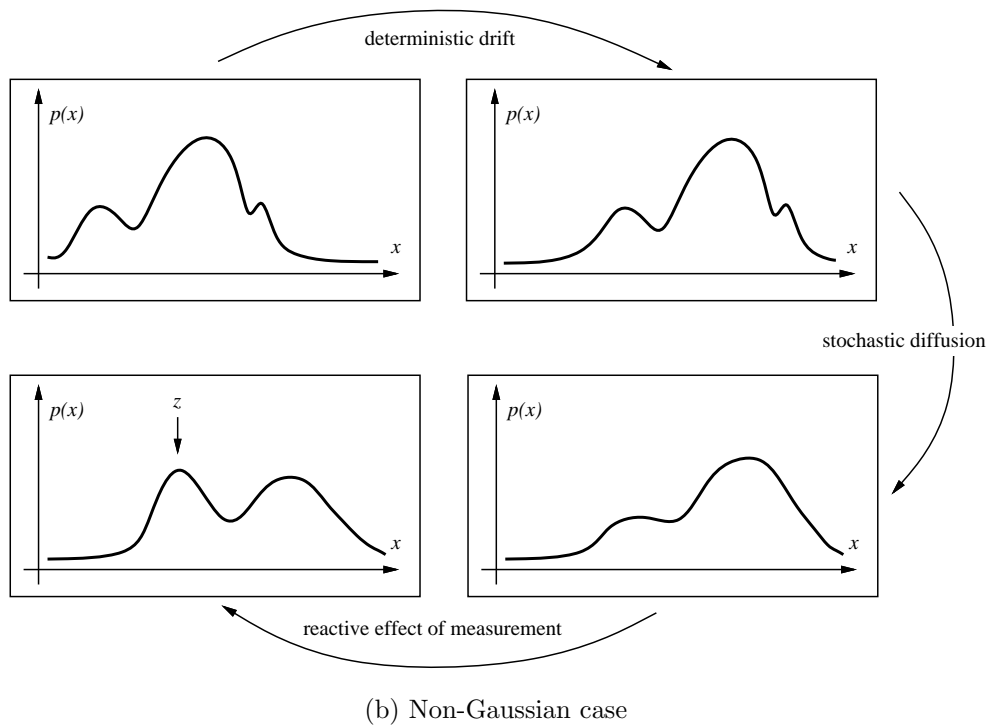 deterministic drift
p(x)
x
p(x)
x
stochastic diffusion
p(x)
z
x
p(x)
x
reactive effect of measurement
(b) Non-Gaussian case